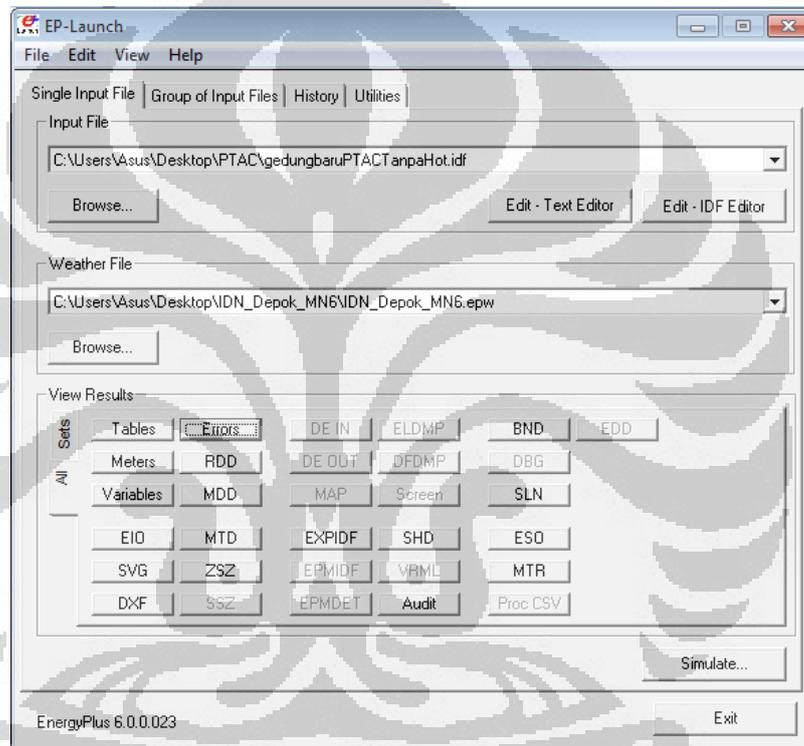 EP-Launch
File Edit View Help
Single Input File Group of Input Files History Utilities
Input File
C:\Users\Asus\Desktop\PTAC\gedungbaruPTACTanpaHot.idf
Browse... Edit - Text Editor Edit - IDF Editor
Weather File
C:\Users\Asus\Desktop\IDN_Depok_MN6\IDN_Depok_MN6.epw
Browse...
View Results
Sets
All
Tables Errors DE IN ELDMP BND EDD
Meters RDD DE OUT DFDMP DBG
Variables MDD MAP Screen SLN
EIO MTD EXPIDF SHD ESO
SVG ZSZ EPMIDF VRML MTR
DXF SSZ EPMDET Audit Proc CSV
Simulate...
EnergyPlus 6.0.0.023 Exit